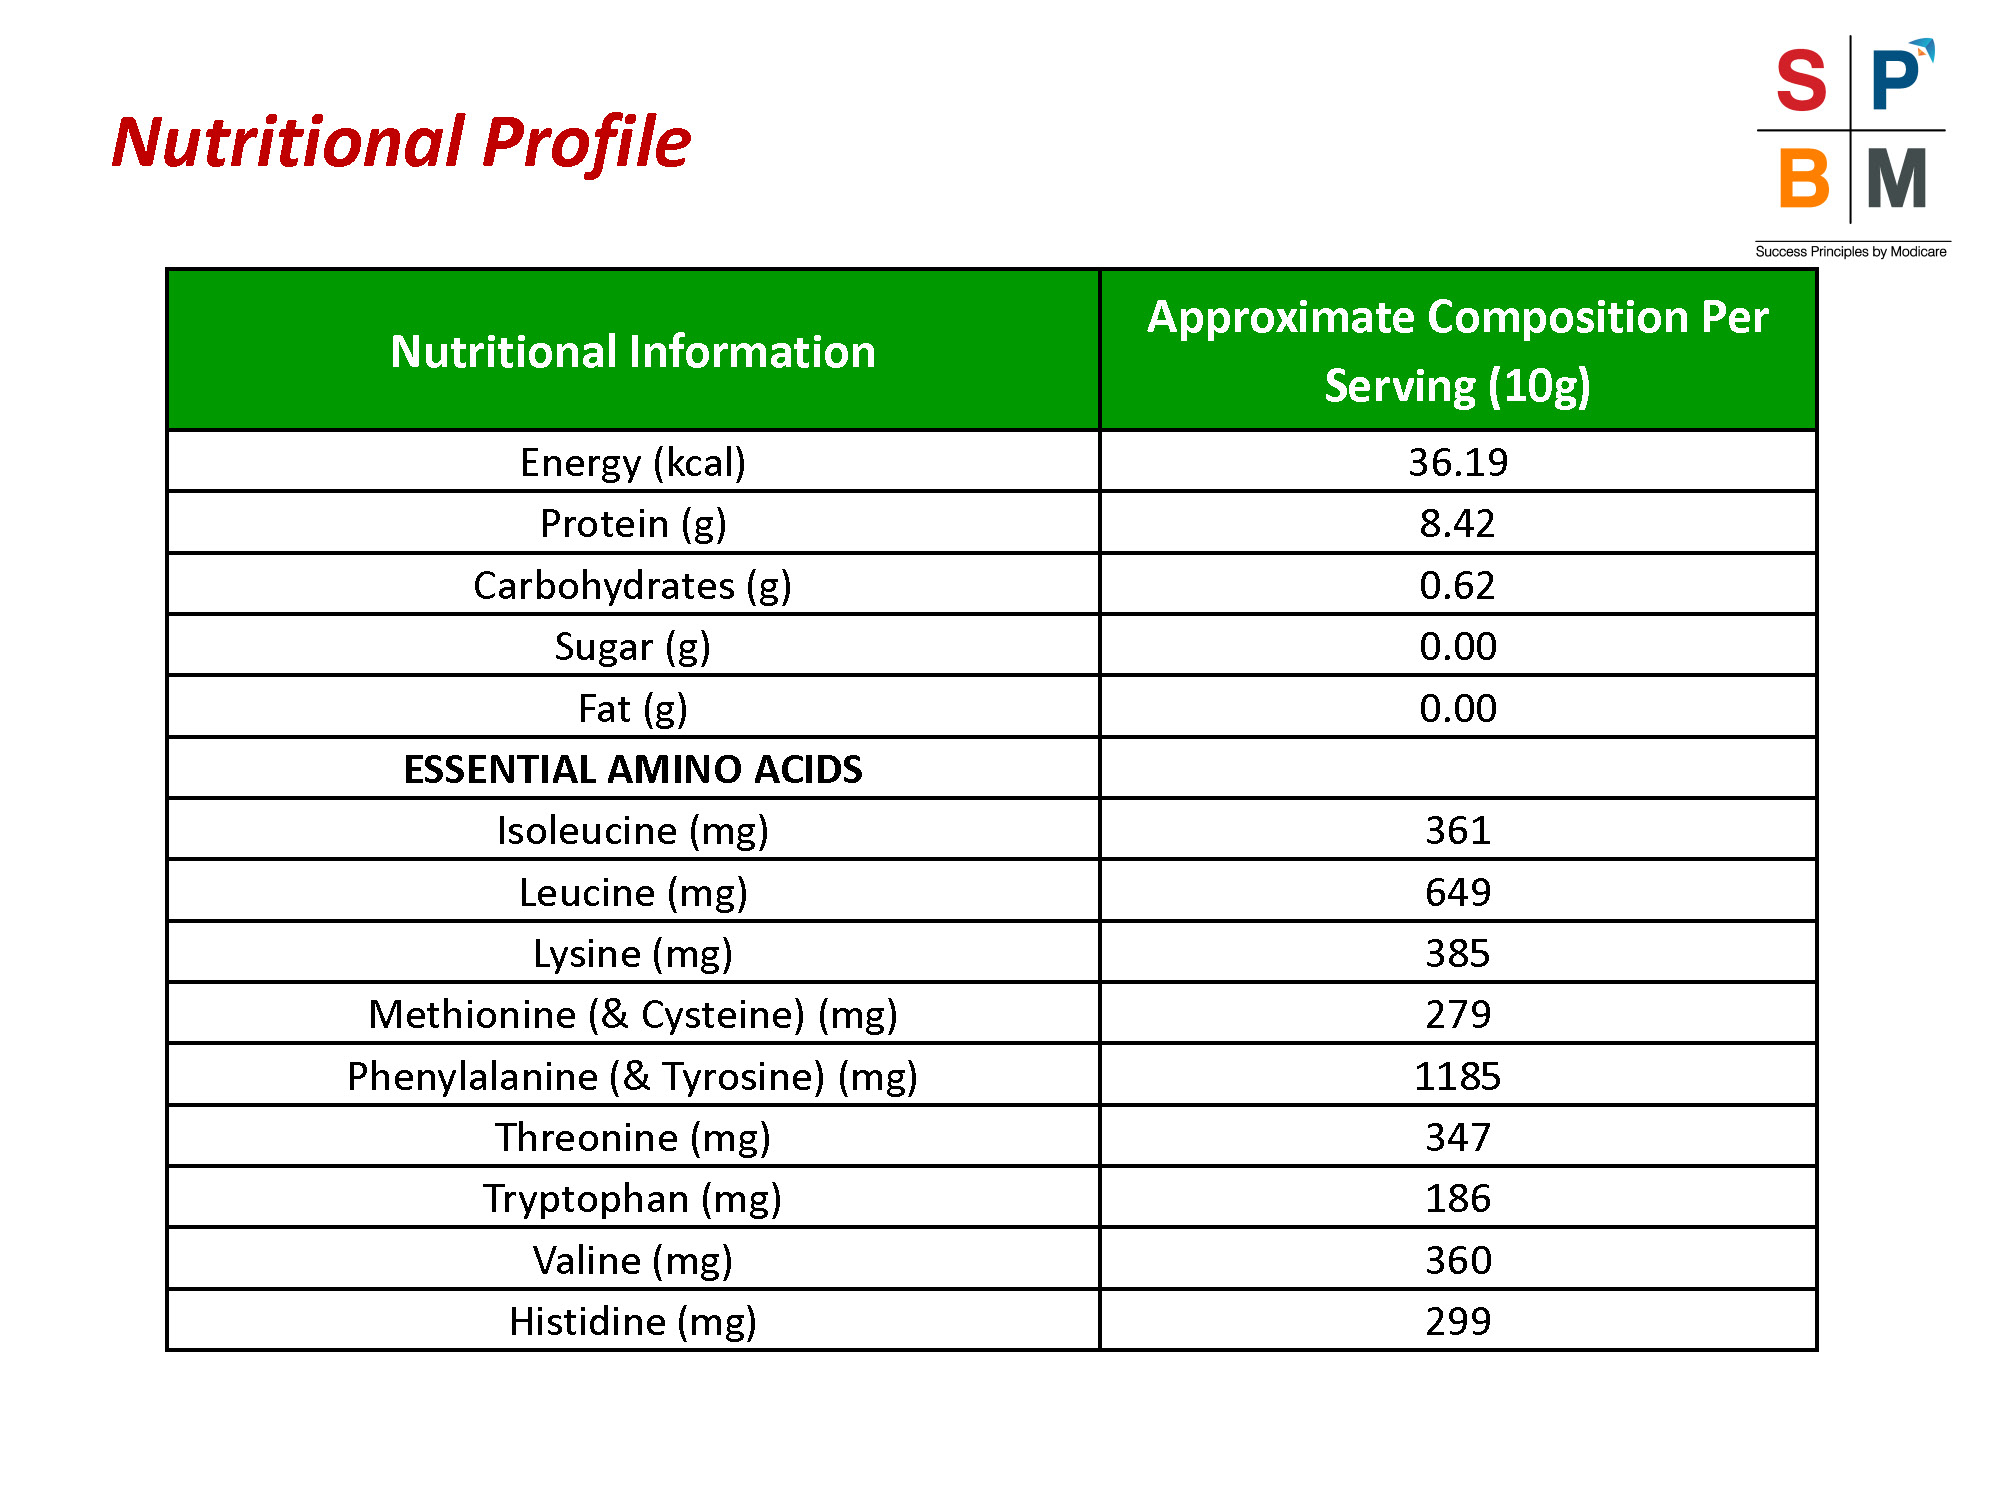 Nutritional Profile
S P
B M
Success Principles by Modicare
Nutritional Information
Approximate Composition Per
Serving (10g)
Energy (kcal) 36.19
Protein (g) 8.42
Carbohydrates (g) 0.62
Sugar (g) 0.00
Fat (g) 0.00
ESSENTIAL AMINO ACIDS
Isoleucine (mg) 361
Leucine (mg) 649
Lysine (mg) 385
Methionine (& Cysteine) (mg) 279
Phenylalanine (& Tyrosine) (mg) 1185
Threonine (mg) 347
Tryptophan (mg) 186
Valine (mg) 360
Histidine (mg) 299